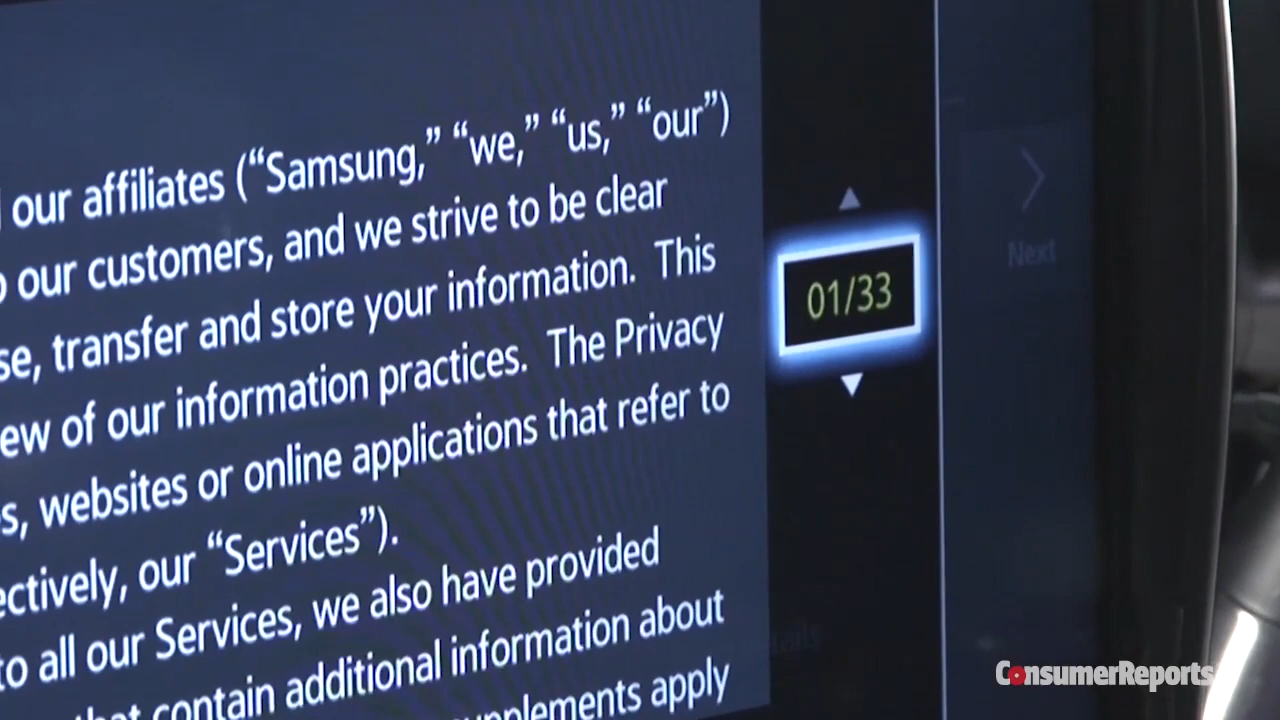 our affiliates (“Samsung,” “we,” “us,” “our”)
our customers, and we strive to be clear
se, transfer and store your information. This
ew of our information practices. The Privacy
s, websites or online applications that refer to
ectively, our “Services”).
to all our Services, we also have provided
that contain additional information about
upplements apply
01/33
Next
ConsumerReports